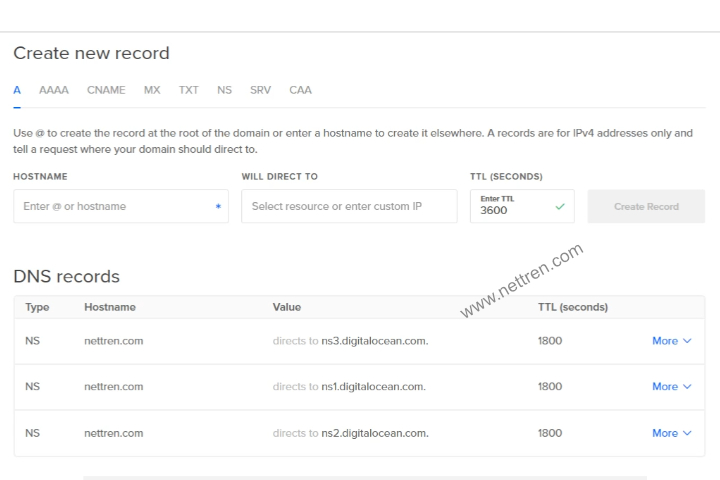 Create new record
A AAAA CNAME MX TXT NS SRV CAA
Use @ to create the record at the root of the domain or enter a hostname to create it elsewhere. A records are for IPv4 addresses only and
tell a request where your domain should direct to.
HOSTNAME WILL DIRECT TO TTL (SECONDS)
Enter @ or hostname * Select resource or enter custom IP Enter TTL 3600 Create Record
www.nettren.com
DNS records
Type Hostname Value TTL (seconds)
NS nettren.com directs to ns3.digitalocean.com. 1800 More
NS nettren.com directs to ns1.digitalocean.com. 1800 More
NS nettren.com directs to ns2.digitalocean.com. 1800 More